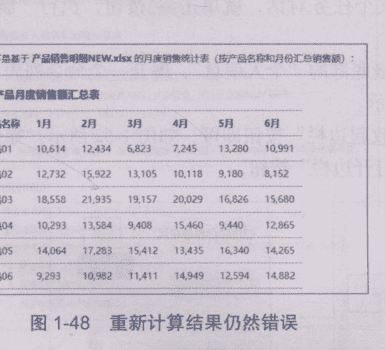 是基于 产品销售明细NEW.xlsx 的月度销售统计表（按产品名称和月份汇总销售额）：
产品月度销售额汇总表
品名称 1月 2月 3月 4月 5月 6月
01 10,614 12,434 6,823 7,245 13,280 10,991
02 12,732 15,922 13,105 10,118 9,180 8,152
03 18,558 21,935 19,157 20,029 16,826 15,680
04 10,293 13,584 9,408 15,460 9,440 12,865
05 14,064 17,283 15,412 13,435 16,340 14,265
06 9,293 10,982 11,411 14,949 12,594 14,882
图 1-48 重新计算结果仍然错误